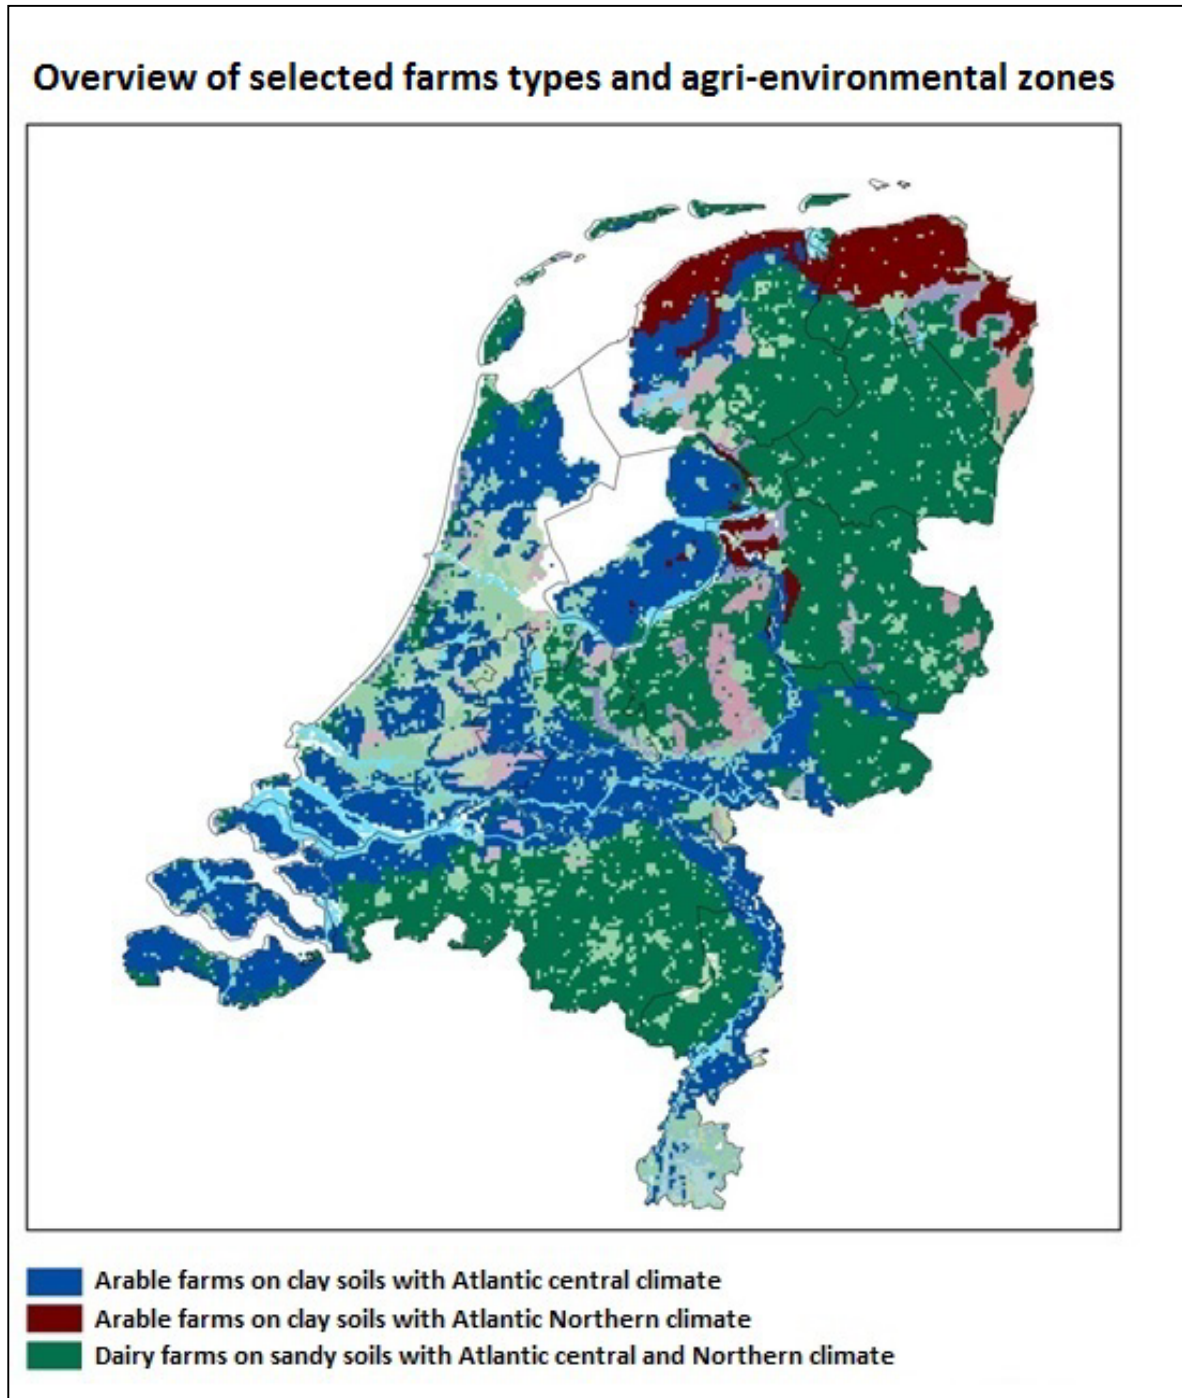 Overview of selected farms types and agri-environmental zones
Arable farms on clay soils with Atlantic central climate
Arable farms on clay soils with Atlantic Northern climate
Dairy farms on sandy soils with Atlantic central and Northern climate